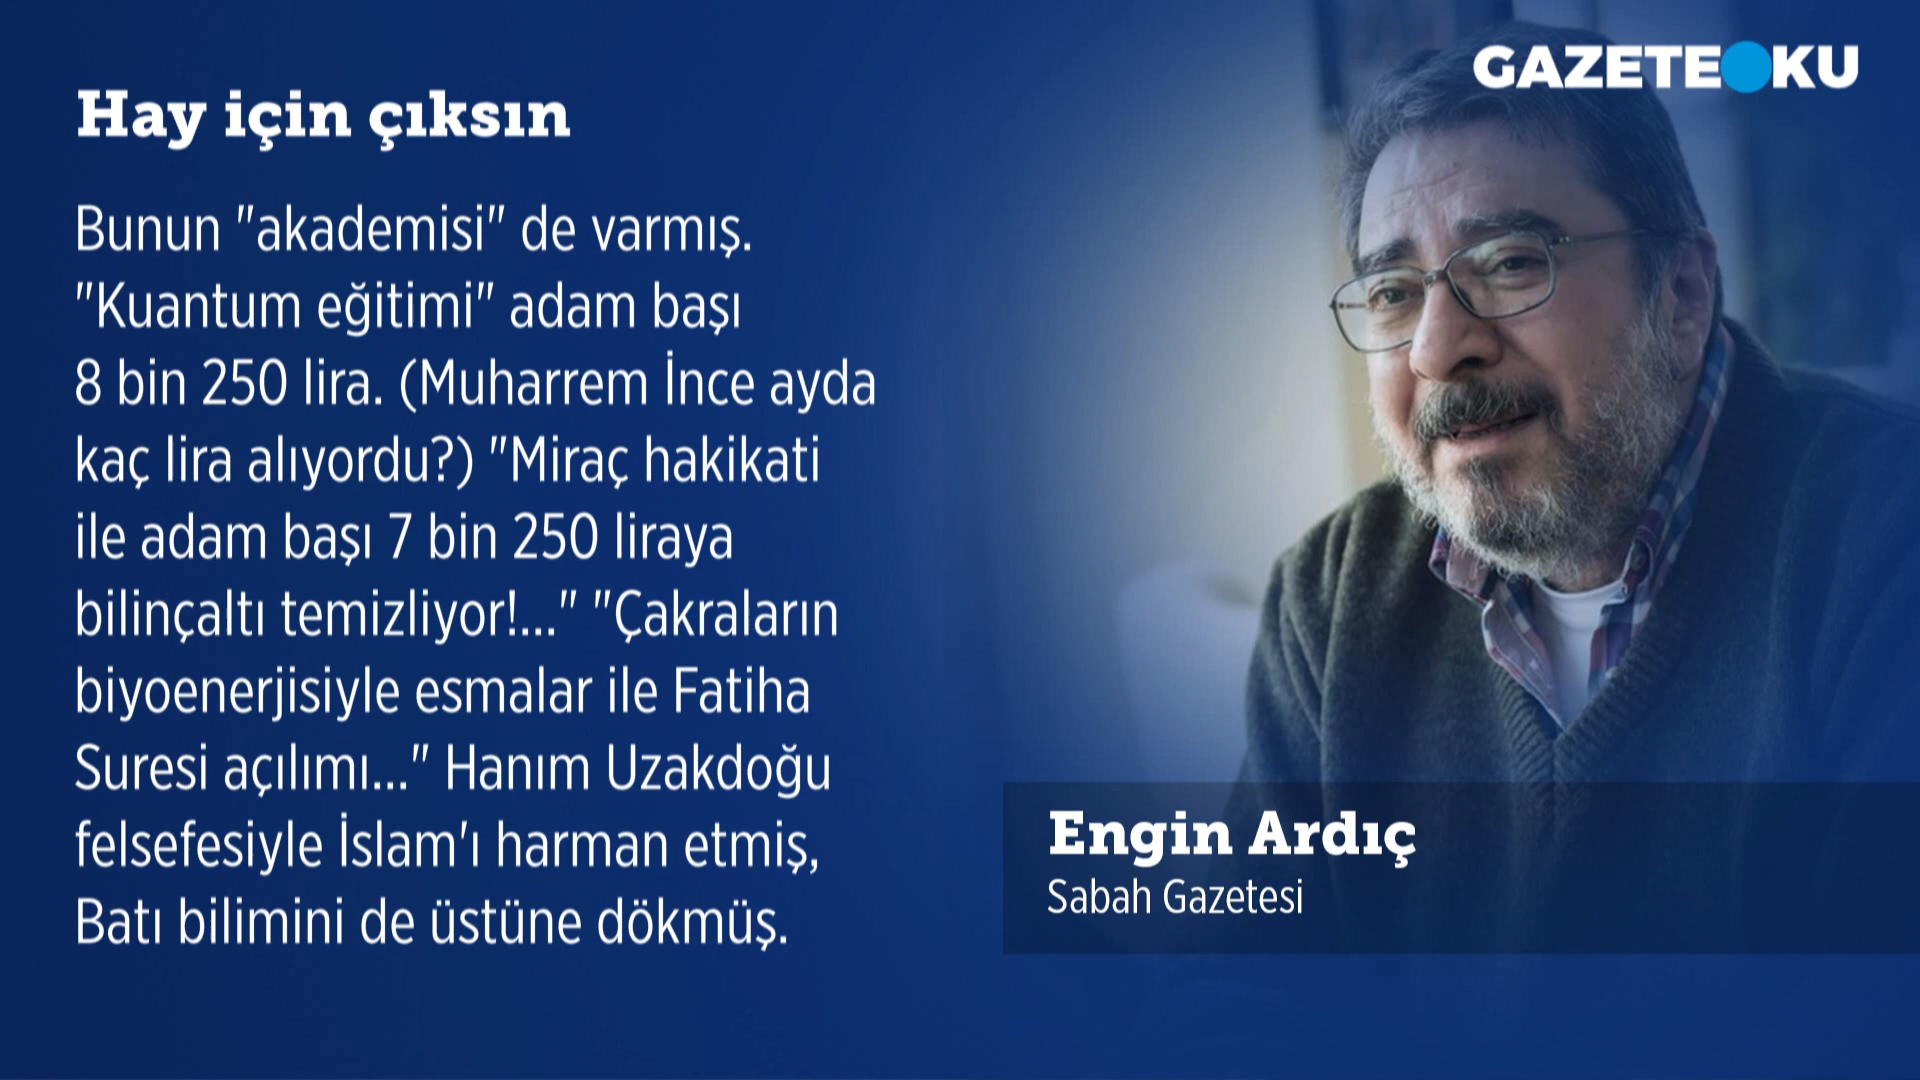 GAZETEOKU
Hay için çıksın
Bunun "akademisi" de varmış.
"Kuantum eğitimi" adam başı
8 bin 250 lira. (Muharrem İnce ayda
kaç lira alıyordu?) "Miraç hakikati
ile adam başı 7 bin 250 liraya
bilinçaltı temizliyor!..." "Çakraların
biyoenerjisiyle esmalar ile Fatiha
Suresi açılımı..." Hanım Uzakdoğu
felsefesiyle İslam'ı harman etmiş,
Batı bilimini de üstüne dökmüş.
Engin Ardıç
Sabah Gazetesi